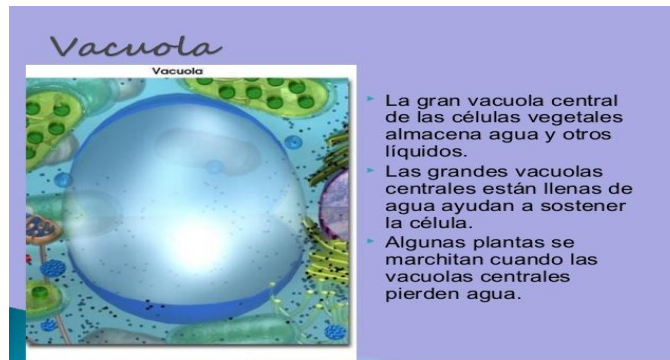 Vacuola
Vacuola
La gran vacuola central
de las células vegetales
almacena agua y otros
líquidos.
Las grandes vacuolas
centrales están llenas de
agua ayudan a sostener
la célula.
Algunas plantas se
marchitan cuando las
vacuolas centrales
pierden agua.